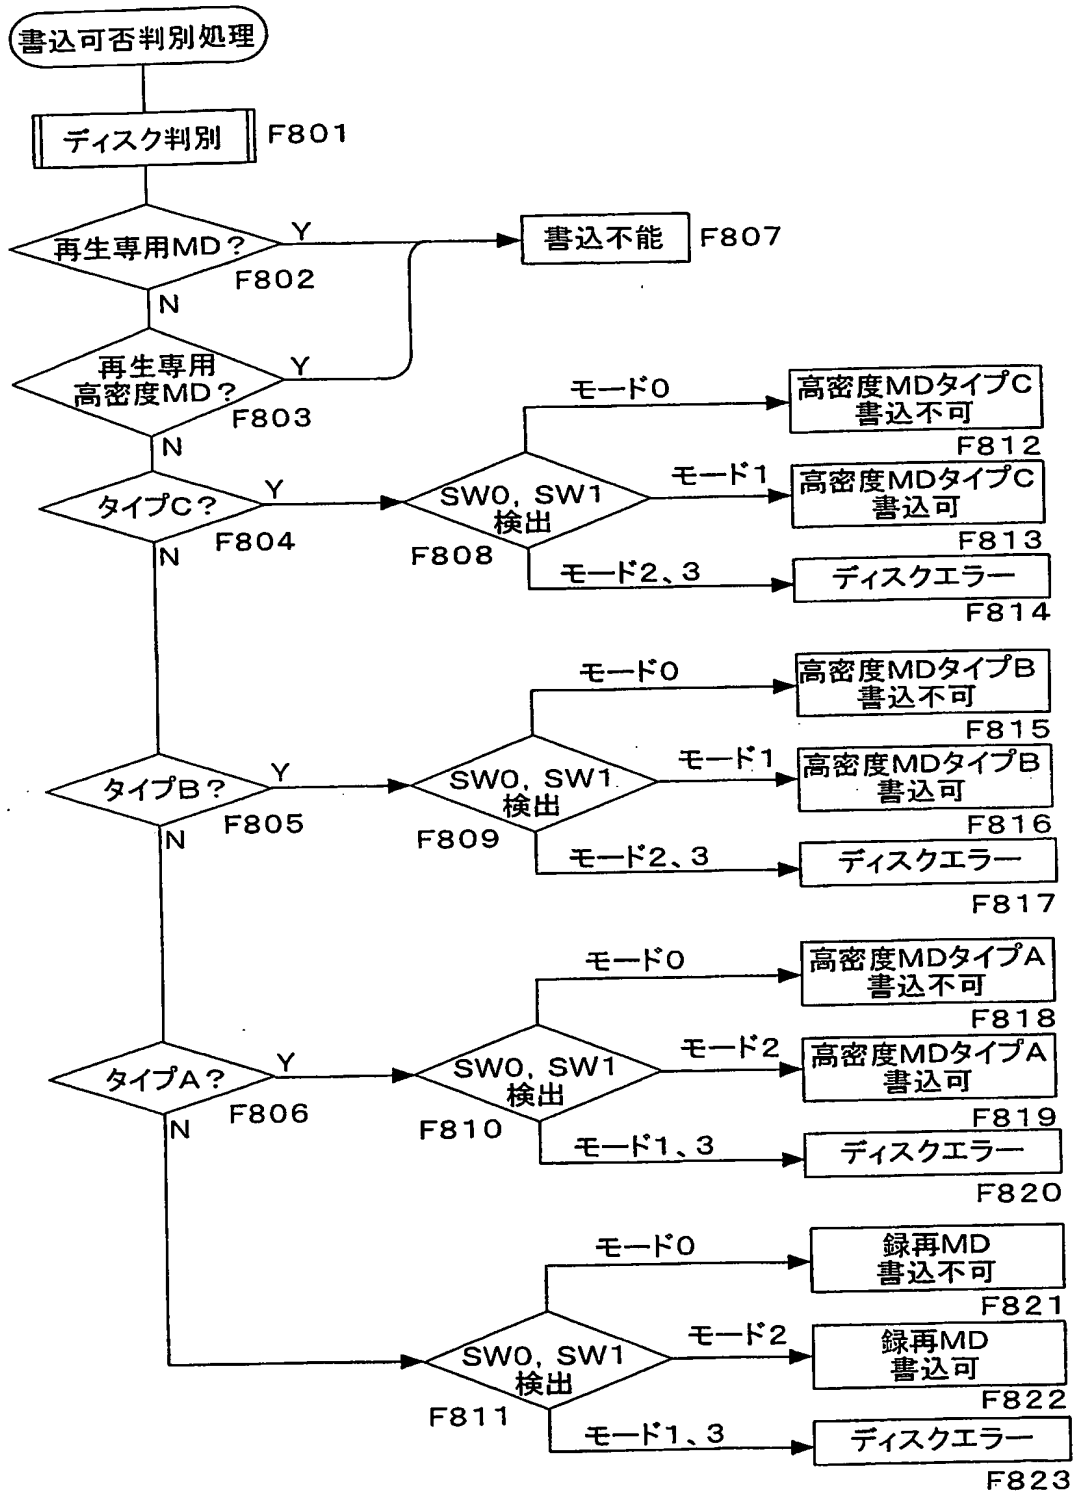 書込可否判別処理
ディスク判別
F801
再生専用MD?
Y
F802
N
書込不能
F807
再生専用
高密度MD?
Y
F803
N
タイプC?
Y
F804
N
SW0, SW1
検出
F808
モード0
高密度MDタイプC
書込不可
F812
モード1
高密度MDタイプC
書込可
F813
モード2、3
ディスクエラー
F814
タイプB?
Y
F805
N
SW0, SW1
検出
F809
モード0
高密度MDタイプB
書込不可
F815
モード1
高密度MDタイプB
書込可
F816
モード2、3
ディスクエラー
F817
タイプA?
Y
F806
N
SW0, SW1
検出
F810
モード0
高密度MDタイプA
書込不可
F818
モード2
高密度MDタイプA
書込可
F819
モード1、3
ディスクエラー
F820
SW0, SW1
検出
F811
モード0
録再MD
書込不可
F821
モード2
録再MD
書込可
F822
モード1、3
ディスクエラー
F823